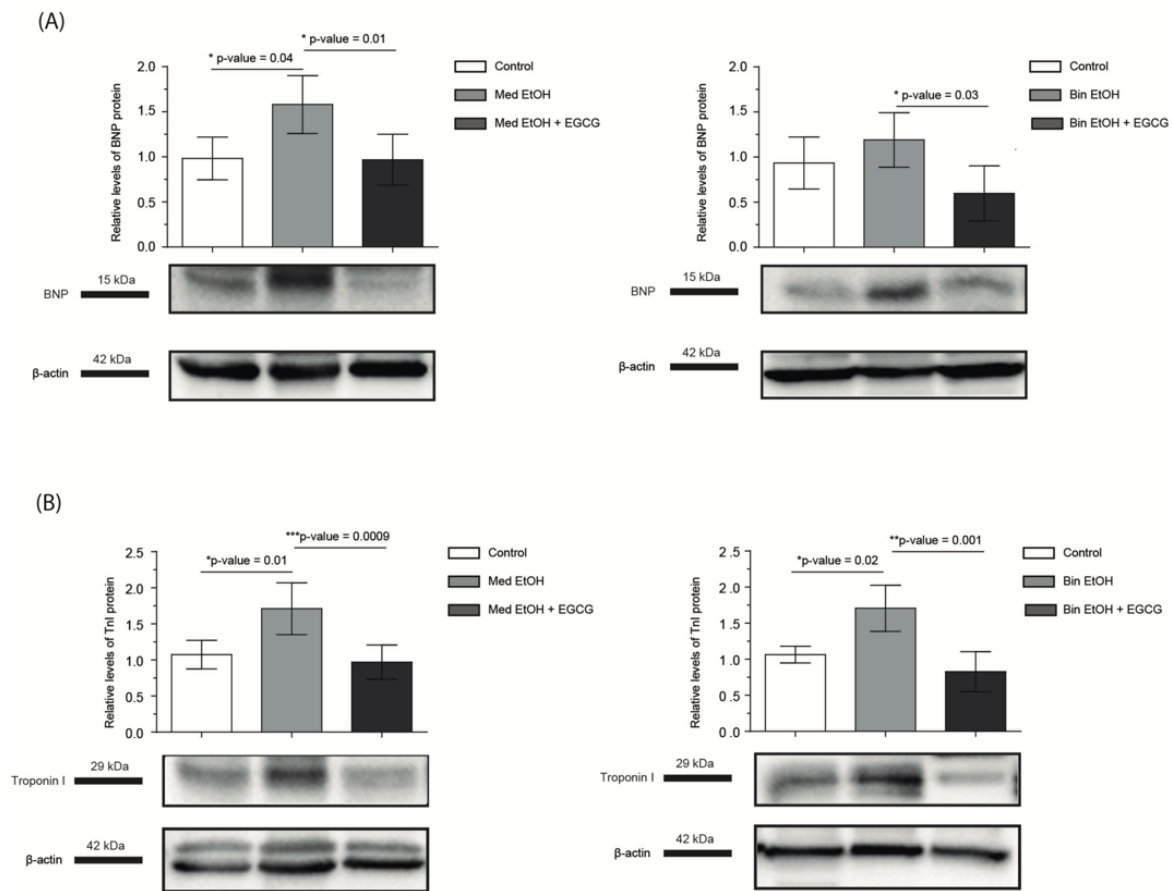 (A)
* p-value = 0.01
* p-value = 0.04
Relative levels of BNP protein
2.0
1.5
1.0
0.5
0.0
Control
Med EtOH
Med EtOH + EGCG
BNP
15 kDa
β-actin
42 kDa
* p-value = 0.03
Relative levels of BNP protein
2.0
1.5
1.0
0.5
0.0
Control
Bin EtOH
Bin EtOH + EGCG
BNP
15 kDa
β-actin
42 kDa
(B)
***p-value = 0.0009
*p-value = 0.01
Relative levels of TnI protein
2.5
2.0
1.5
1.0
0.5
0.0
Control
Med EtOH
Med EtOH + EGCG
Troponin I
29 kDa
β-actin
42 kDa
**p-value = 0.001
*p-value = 0.02
Relative levels of TnI protein
2.5
2.0
1.5
1.0
0.5
0.0
Control
Bin EtOH
Bin EtOH + EGCG
Troponin I
29 kDa
β-actin
42 kDa